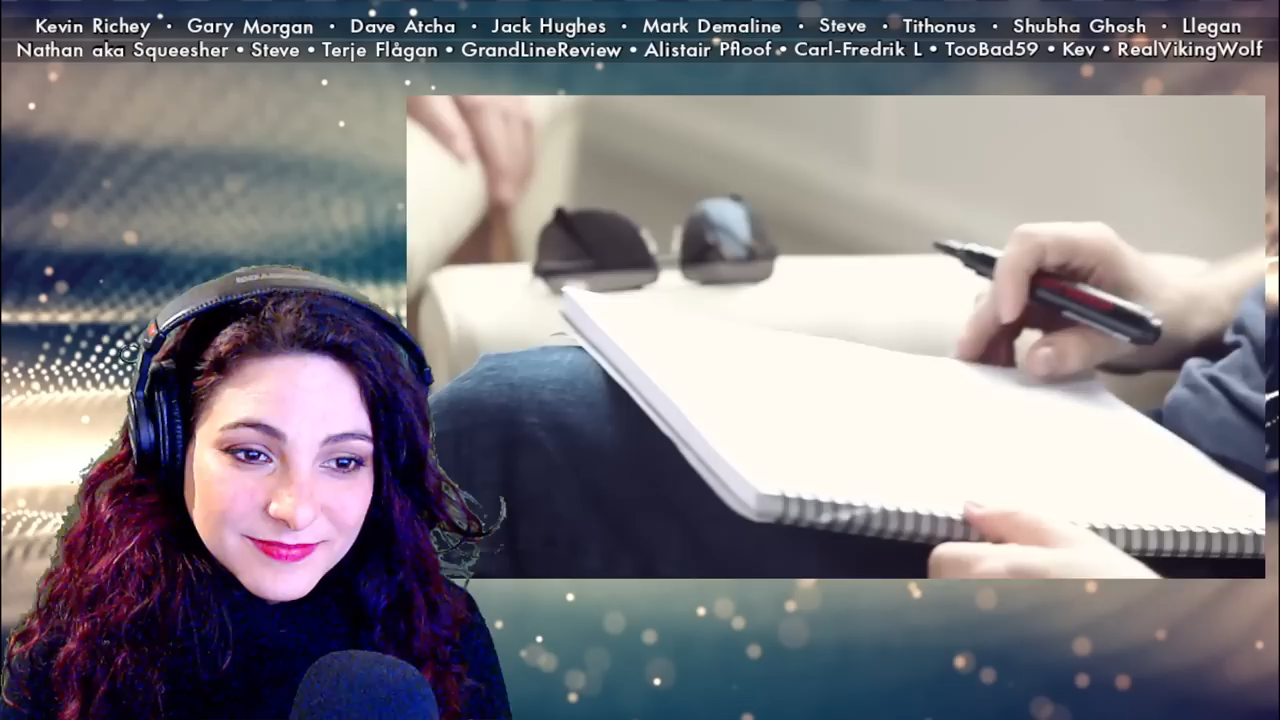 Kevin Richey • Gary Morgan • Dave Atcha • Jack Hughes • Mark Demaline • Steve • Tithonus • Shubha Ghosh • Llegan
Nathan aka Squeesher • Steve • Terje Flågan • GrandLineReview • Alistair Pfloof • Carl-Fredrik L • TooBad59 • Kev • RealVikingWolf